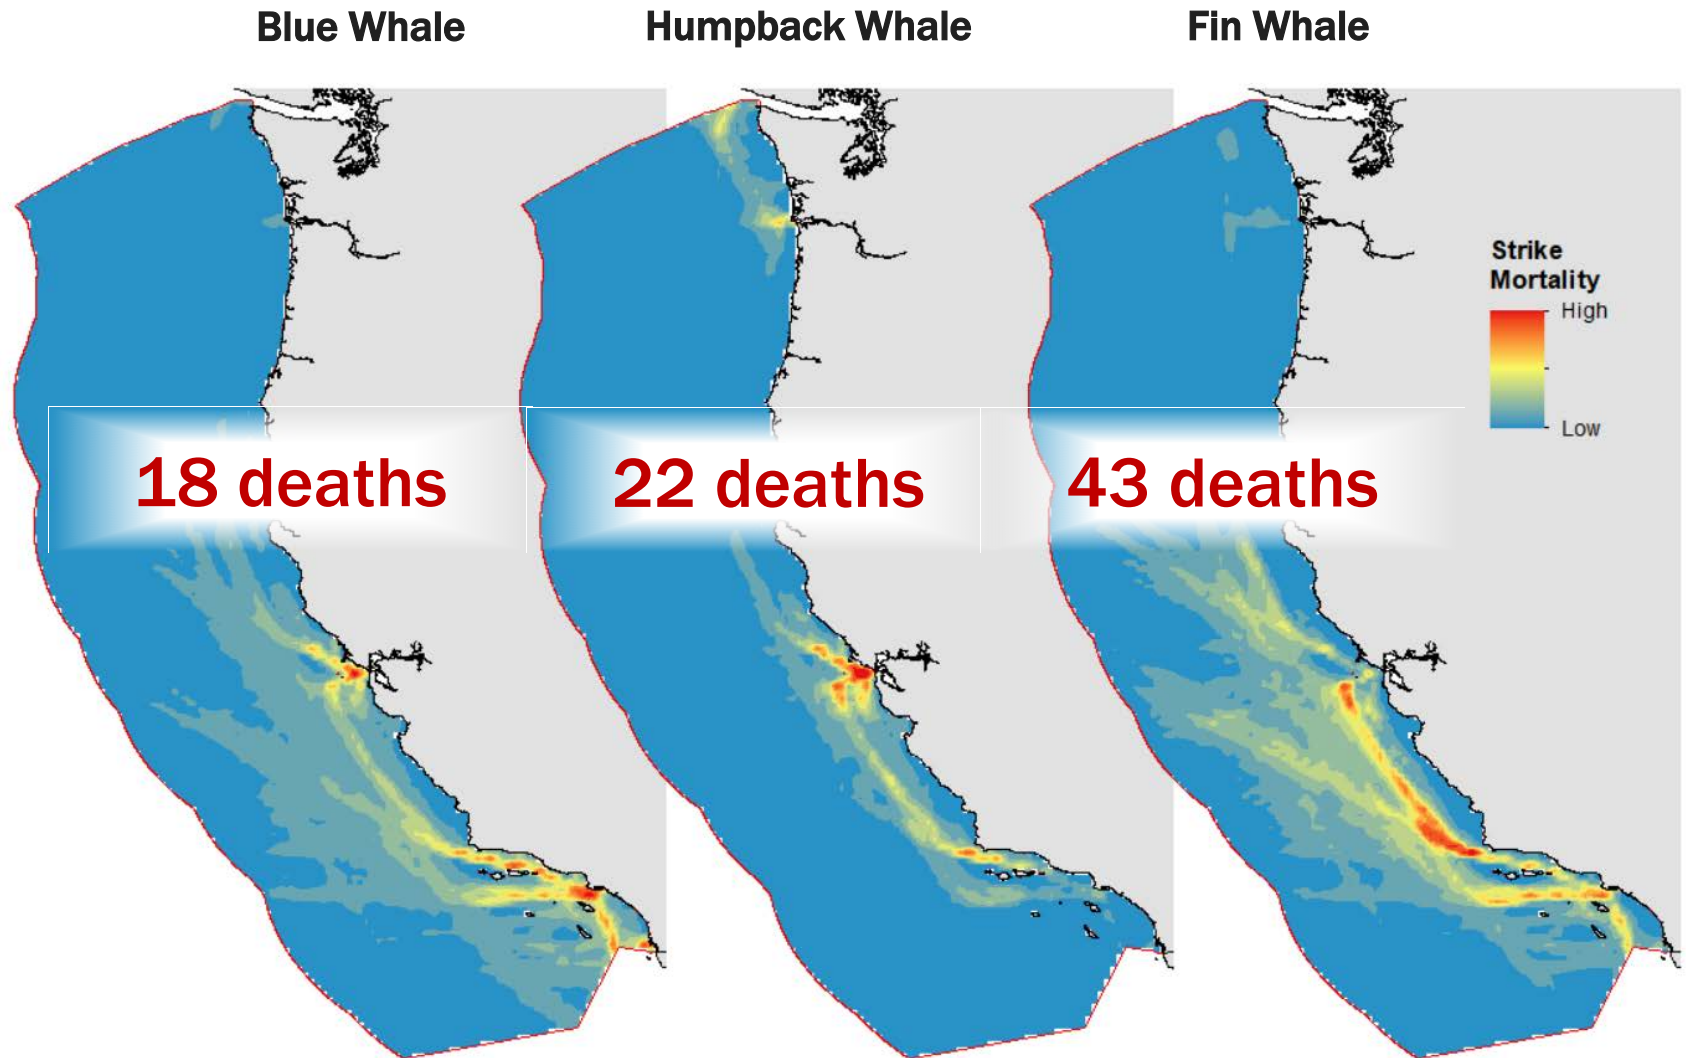 Blue Whale
Humpback Whale
Fin Whale
Strike
Mortality
High
Low
18 deaths
22 deaths
43 deaths